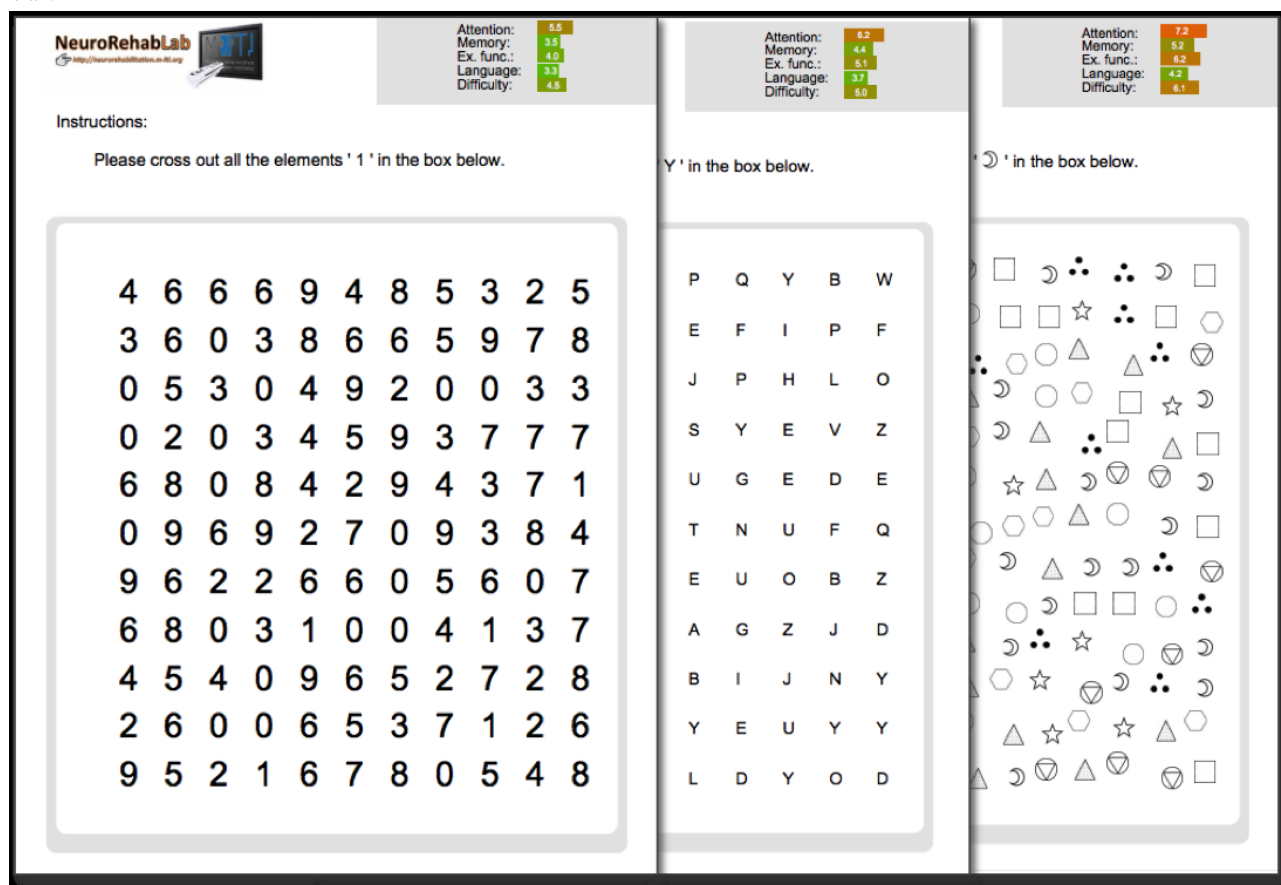 NeuroRehabLab
http://neurorehabilitation.m-iti.org
Attention: 5.5
Memory: 3.5
Ex. func.: 4.0
Language: 3.3
Difficulty: 4.5
Instructions:
Please cross out all the elements ' 1 ' in the box below.
4 6 6 6 9 4 8 5 3 2 5
3 6 0 3 8 6 6 5 9 7 8
0 5 3 0 4 9 2 0 0 3 3
0 2 0 3 4 5 9 3 7 7 7
6 8 0 8 4 2 9 4 3 7 1
0 9 6 9 2 7 0 9 3 8 4
9 6 2 2 6 6 0 5 6 0 7
6 8 0 3 1 0 0 4 1 3 7
4 5 4 0 9 6 5 2 7 2 8
2 6 0 0 6 5 3 7 1 2 6
9 5 2 1 6 7 8 0 5 4 8
Attention: 6.2
Memory: 4.4
Ex. func.: 5.1
Language: 3.7
Difficulty: 5.0
' Y ' in the box below.
P Q Y B W
E F I P F
J P H L O
S Y E V Z
U G E D E
T N U F Q
E U O B Z
A G Z J D
B I J N Y
Y E U Y Y
L D Y O D
Attention: 7.2
Memory: 5.2
Ex. func.: 6.2
Language: 4.2
Difficulty: 6.1
' ' in the box below.